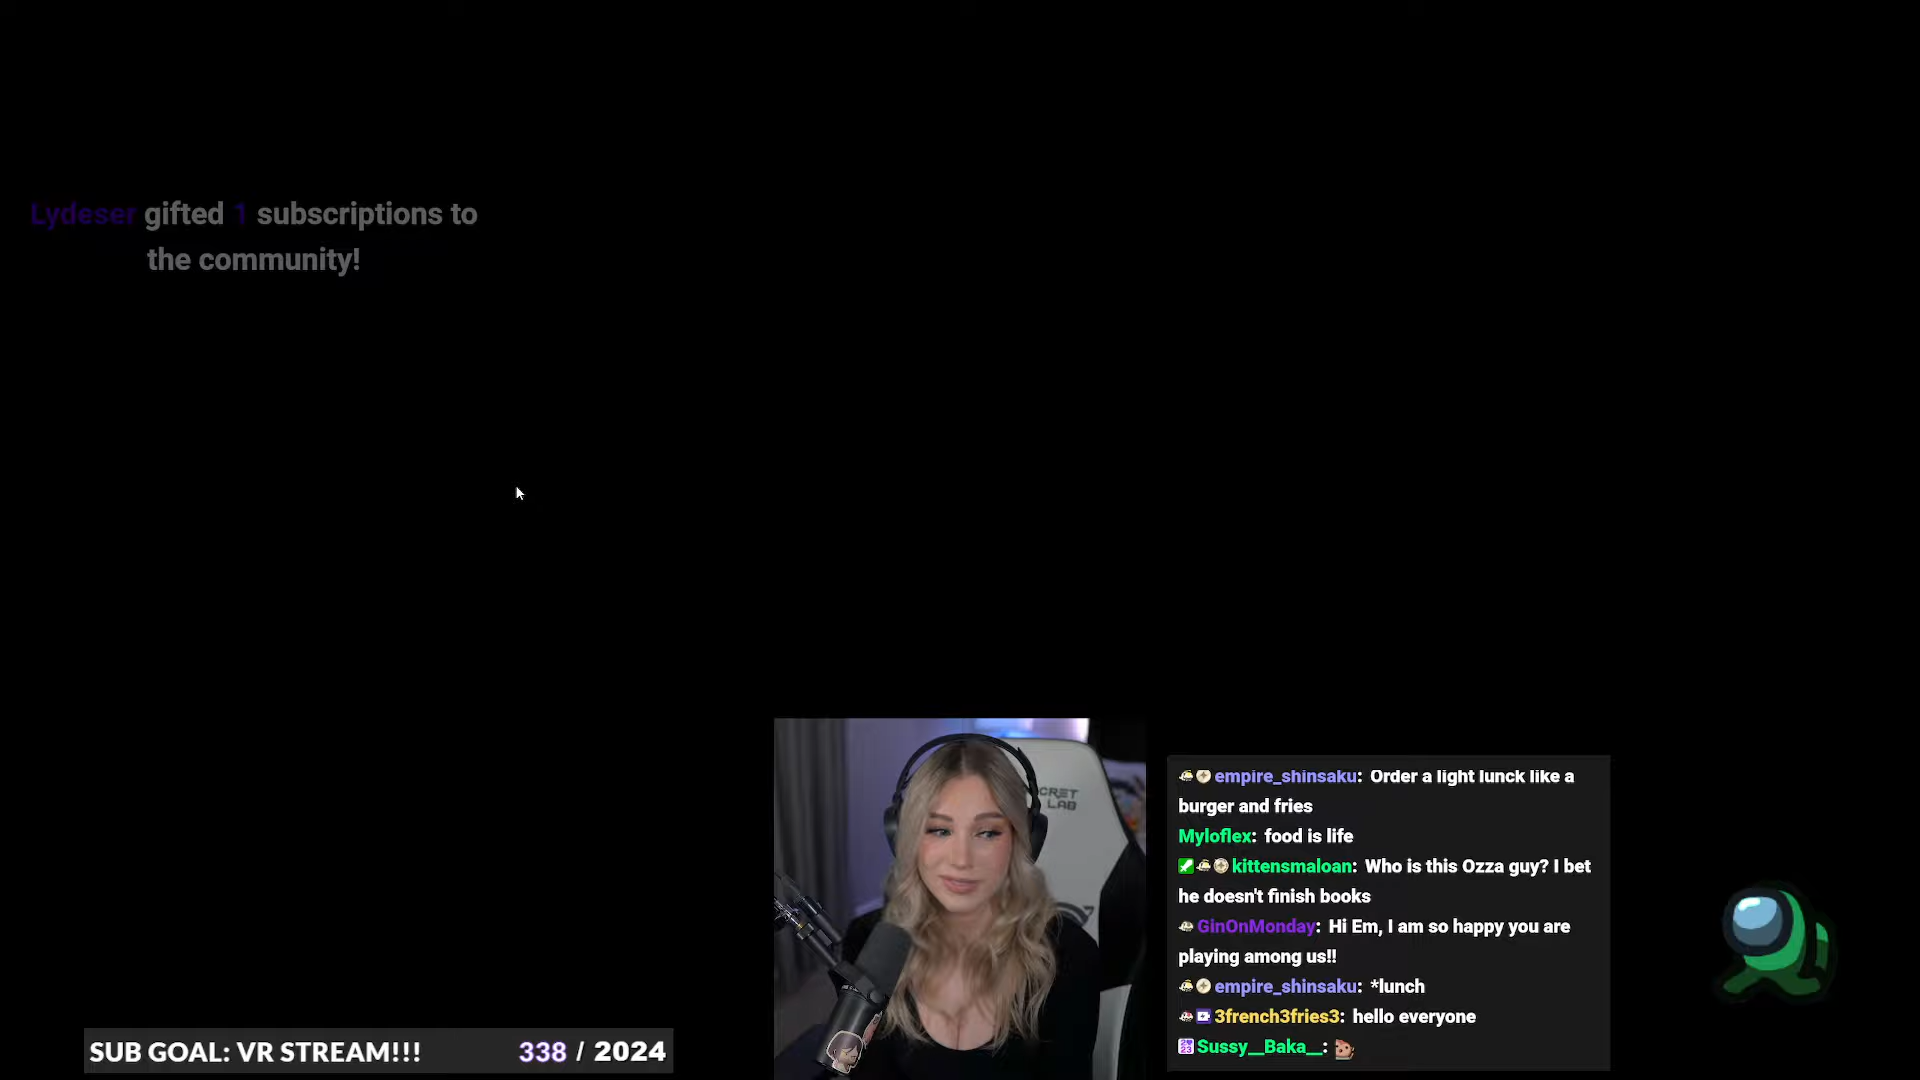 Lydeser gifted 1 subscriptions to
the community!
CRET
LAB
empire_shinsaku: Order a light lunck like a
burger and fries
Myloflex: food is life
kittensmaloan: Who is this Ozza guy? I bet
he doesn't finish books
GinOnMonday: Hi Em, I am so happy you are
playing among us!!
empire_shinsaku: *lunch
3french3fries3: hello everyone
Sussy__Baka__:
SUB GOAL: VR STREAM!!! 338 / 2024